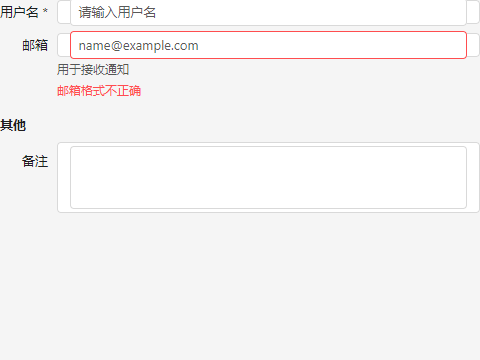 用户名 * 请输入用户名
邮箱 name@example.com
用于接收通知
邮箱格式不正确
其他
备注